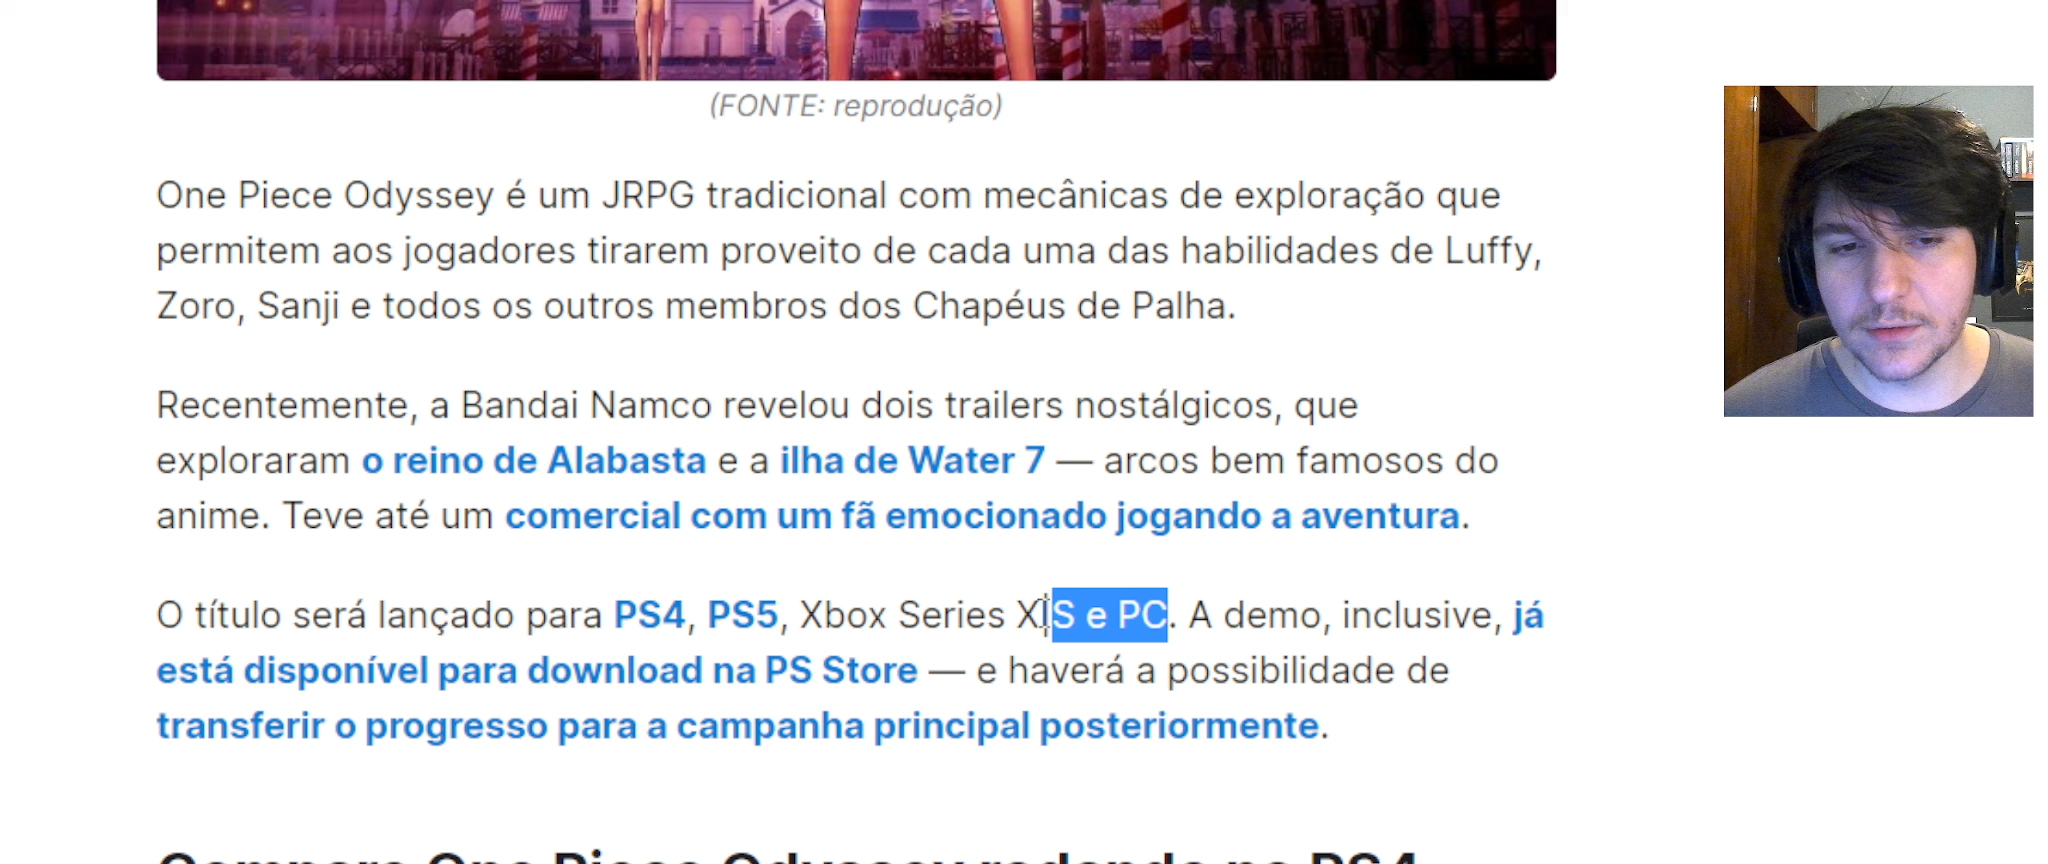 (FONTE: reprodução)
One Piece Odyssey é um JRPG tradicional com mecânicas de exploração que
permitem aos jogadores tirarem proveito de cada uma das habilidades de Luffy,
Zoro, Sanji e todos os outros membros dos Chapéus de Palha.
Recentemente, a Bandai Namco revelou dois trailers nostálgicos, que
exploraram o reino de Alabasta e a ilha de Water 7 — arcos bem famosos do
anime. Teve até um comercial com um fã emocionado jogando a aventura.
O título será lançado para PS4, PS5, Xbox Series X|S e PC. A demo, inclusive, já
está disponível para download na PS Store — e haverá a possibilidade de
transferir o progresso para a campanha principal posteriormente.
Compare One Piece Odyssey rodando no PS4